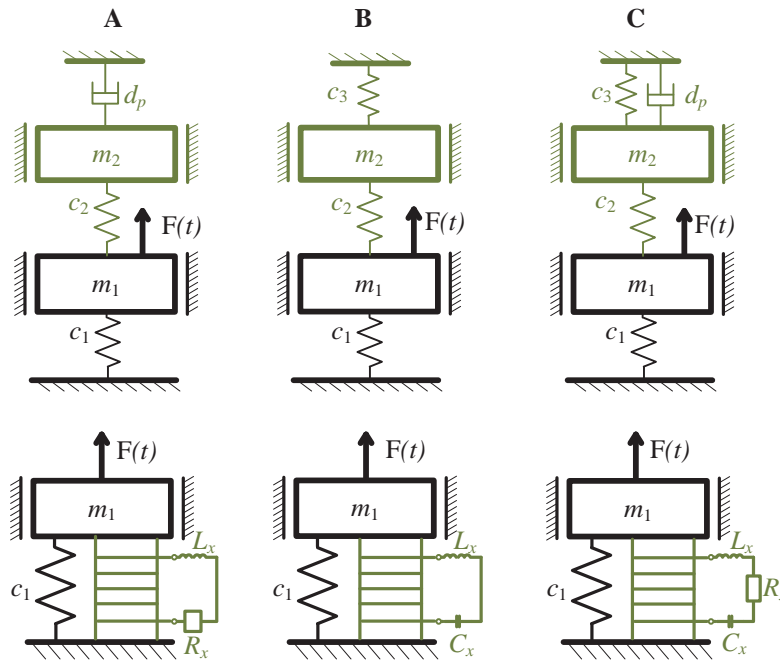 A B C
d_p c_3 c_3 d_p
m_2 m_2 m_2
c_2 c_2 c_2
F(t) F(t) F(t)
m_1 m_1 m_1
c_1 c_1 c_1
F(t) F(t) F(t)
m_1 m_1 m_1
L_x L_x L_x
c_1 c_1 c_1
R_x C_x C_x